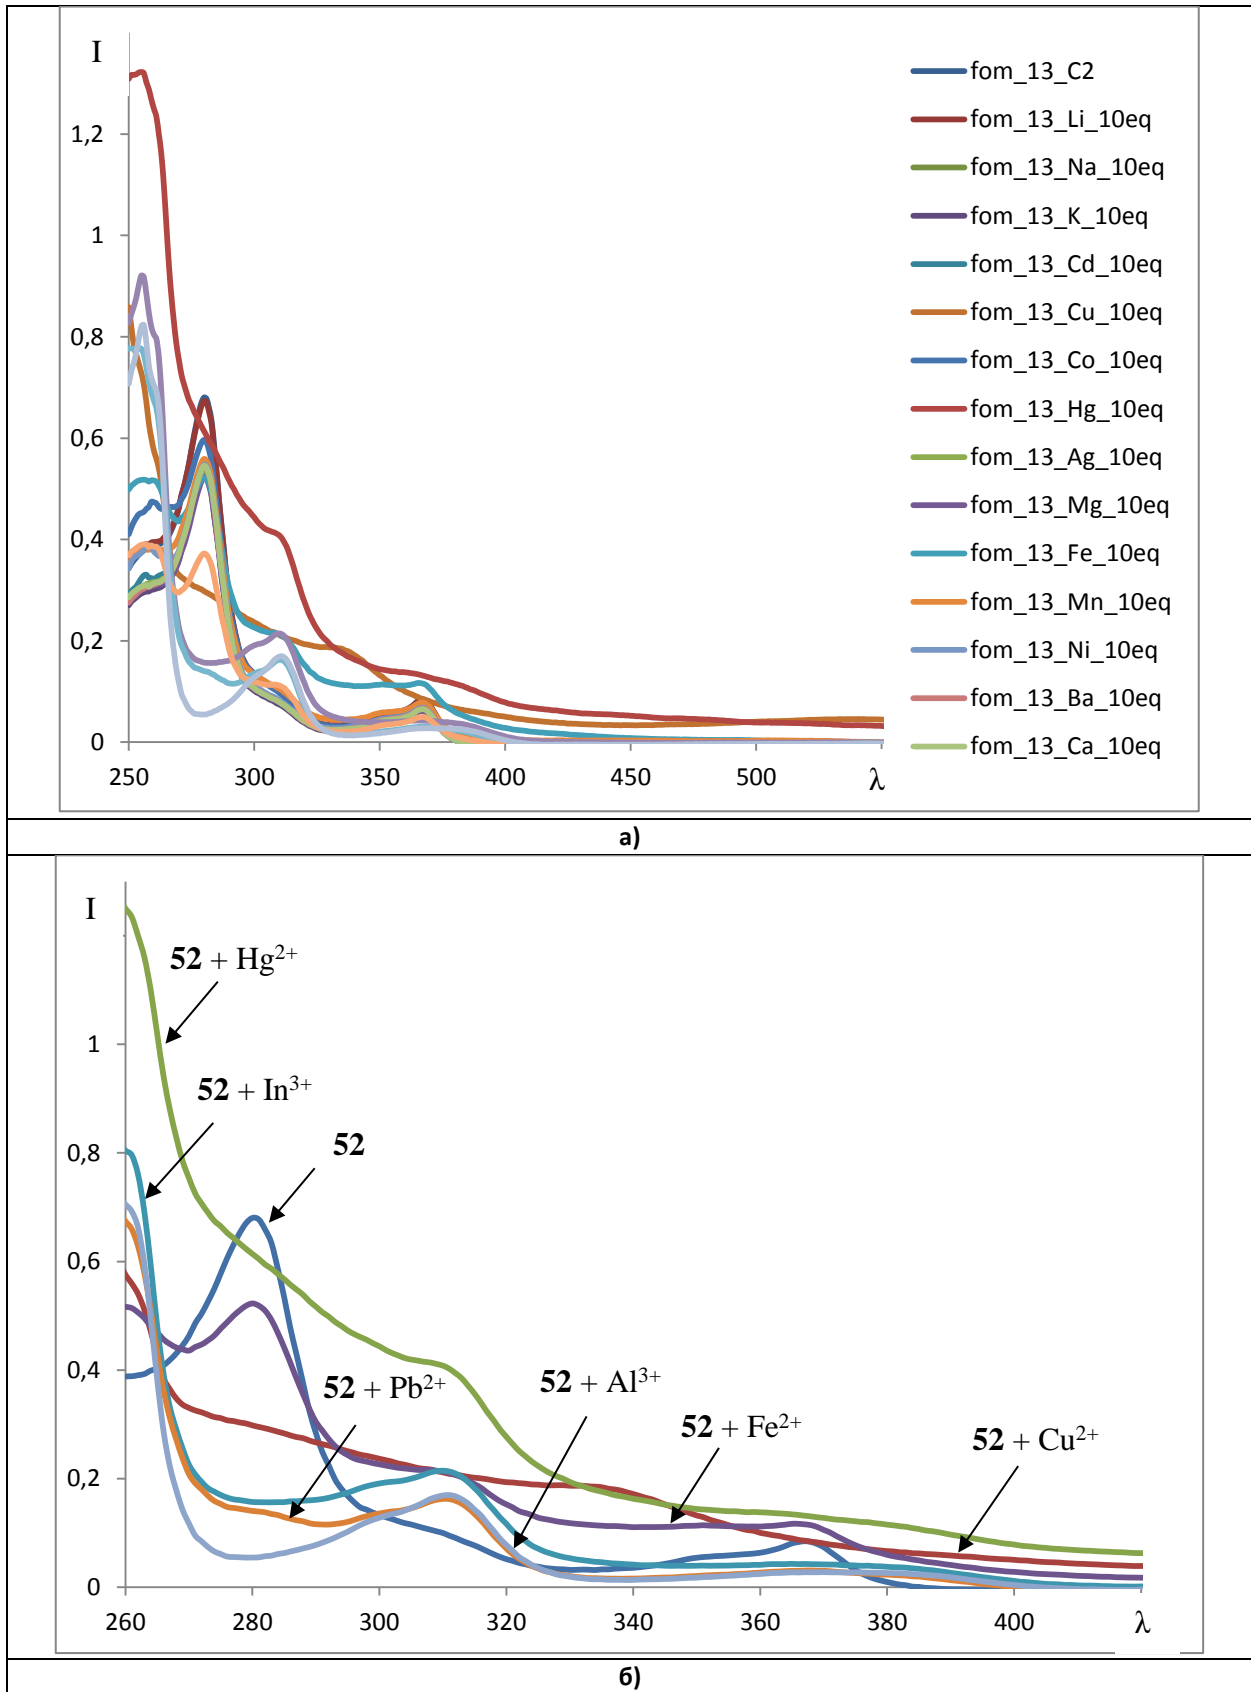 I
1,2
1
0,8
0,6
0,4
0,2
0
250 300 350 400 450 500 λ
fom_13_C2
fom_13_Li_10eq
fom_13_Na_10eq
fom_13_K_10eq
fom_13_Cd_10eq
fom_13_Cu_10eq
fom_13_Co_10eq
fom_13_Hg_10eq
fom_13_Ag_10eq
fom_13_Mg_10eq
fom_13_Fe_10eq
fom_13_Mn_10eq
fom_13_Ni_10eq
fom_13_Ba_10eq
fom_13_Ca_10eq
а)
I
52 + Hg²⁺
1
52 + In³⁺
0,8
52
0,6
0,4
52 + Pb²⁺
52 + Al³⁺
52 + Fe²⁺
52 + Cu²⁺
0,2
0
260 280 300 320 340 360 380 400 λ
б)